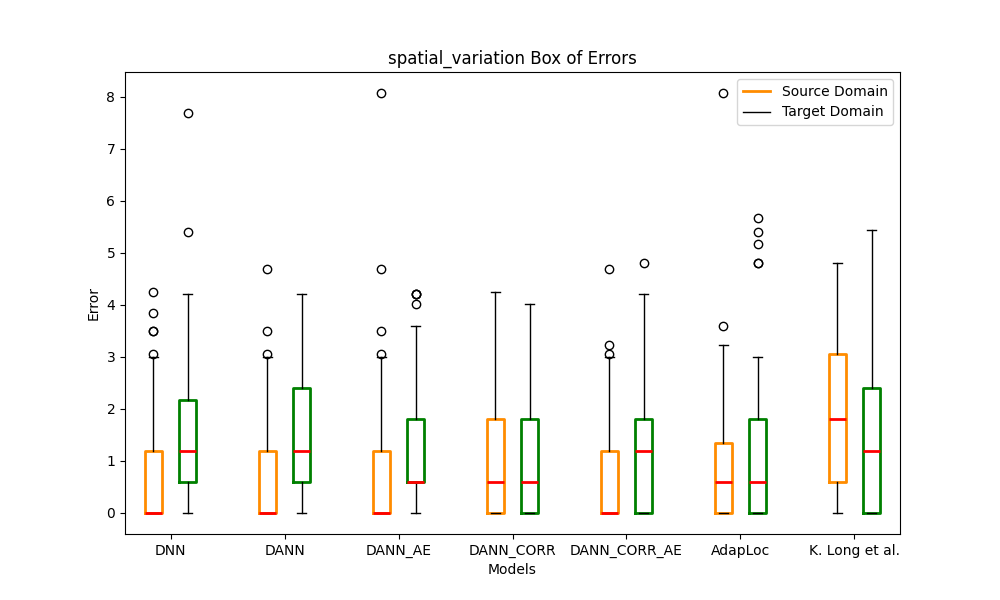 spatial_variation Box of Errors
Source Domain
Target Domain
8
7
6
5
4
3
2
1
0
Error
DNN DANN DANN_AE DANN_CORR DANN_CORR_AE AdapLoc K. Long et al.
Models